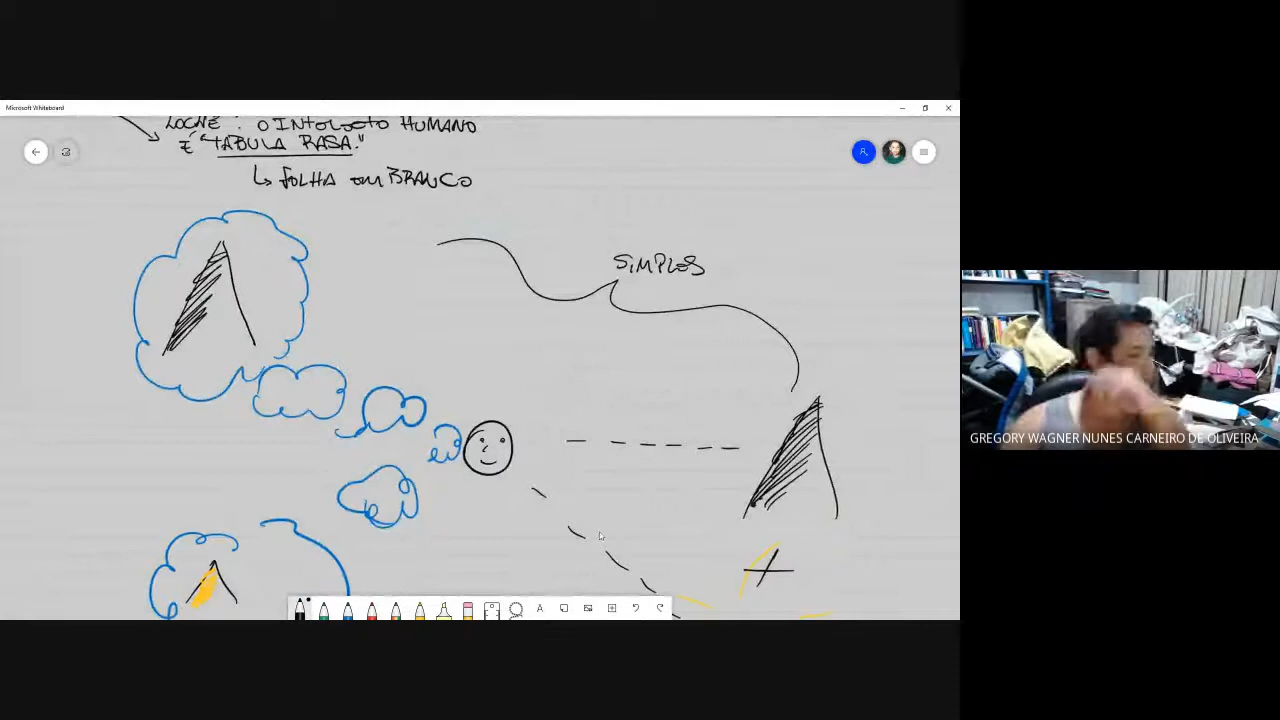 Microsoft Whiteboard
LOCKE: O INTELECTO HUMANO
É "TABULA RASA."
↳ FOLHA EM BRANCO
SIMPLES
A
GREGORY WAGNER NUNES CARNEIRO DE OLIVEIRA